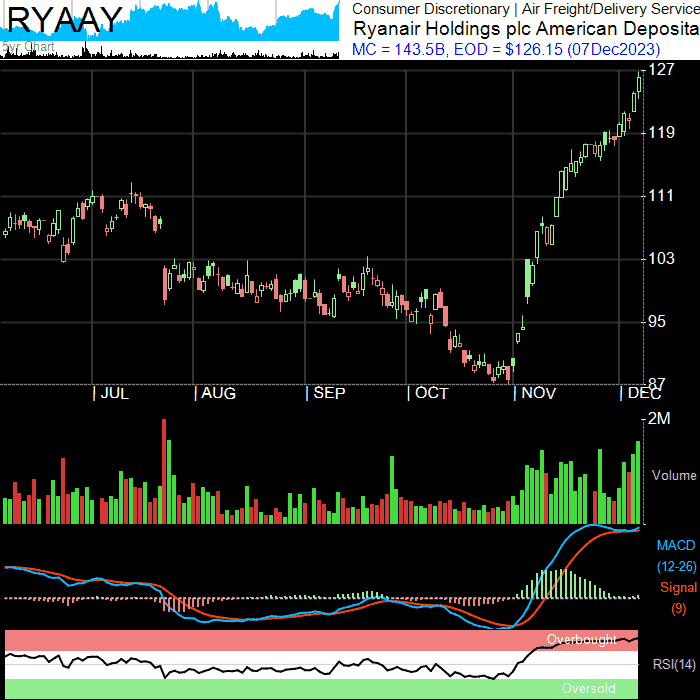 RYAAY
5yr Chart
Consumer Discretionary | Air Freight/Delivery Service
Ryanair Holdings plc American Deposita
MC = 143.5B, EOD = $126.15 (07Dec2023)
127
119
111
103
95
87
JUL
AUG
SEP
OCT
NOV
DEC
2M
Volume
MACD
(12-26)
Signal
(9)
Overbought
RSI(14)
Oversold